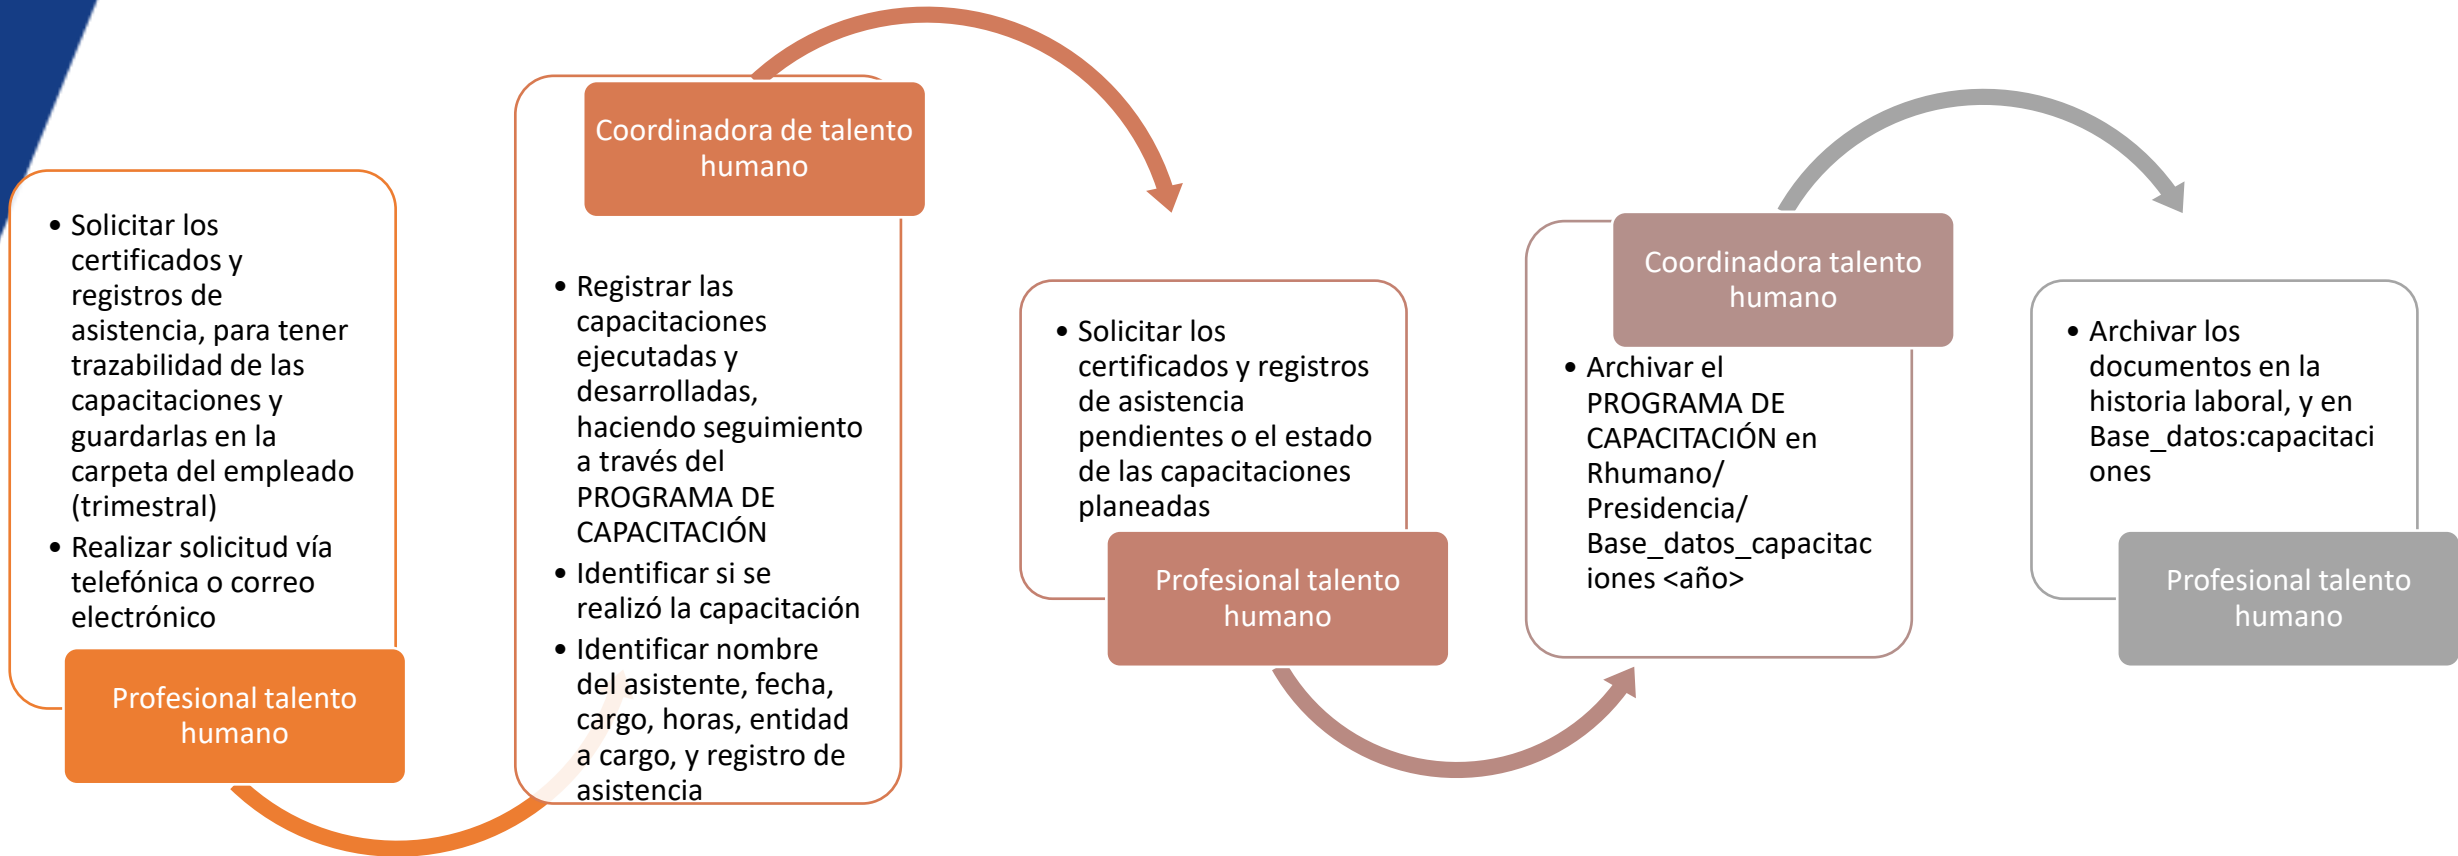 • Solicitar los
certificados y
registros de
asistencia, para tener
trazabilidad de las
capacitaciones y
guardarlas en la
carpeta del empleado
(trimestral)
• Realizar solicitud vía
telefónica o correo
electrónico
Profesional talento
humano
Coordinadora de talento
humano
• Registrar las
capacitaciones
ejecutadas y
desarrolladas,
haciendo seguimiento
a través del
PROGRAMA DE
CAPACITACIÓN
• Identificar si se
realizó la capacitación
• Identificar nombre
del asistente, fecha,
cargo, horas, entidad
a cargo, y registro de
asistencia
• Solicitar los
certificados y registros
de asistencia
pendientes o el estado
de las capacitaciones
planeadas
Profesional talento
humano
Coordinadora talento
humano
• Archivar el
PROGRAMA DE
CAPACITACIÓN en
Rhumano/
Presidencia/
Base_datos_capacitac
iones <año>
• Archivar los
documentos en la
historia laboral, y en
Base_datos:capacitaci
ones
Profesional talento
humano